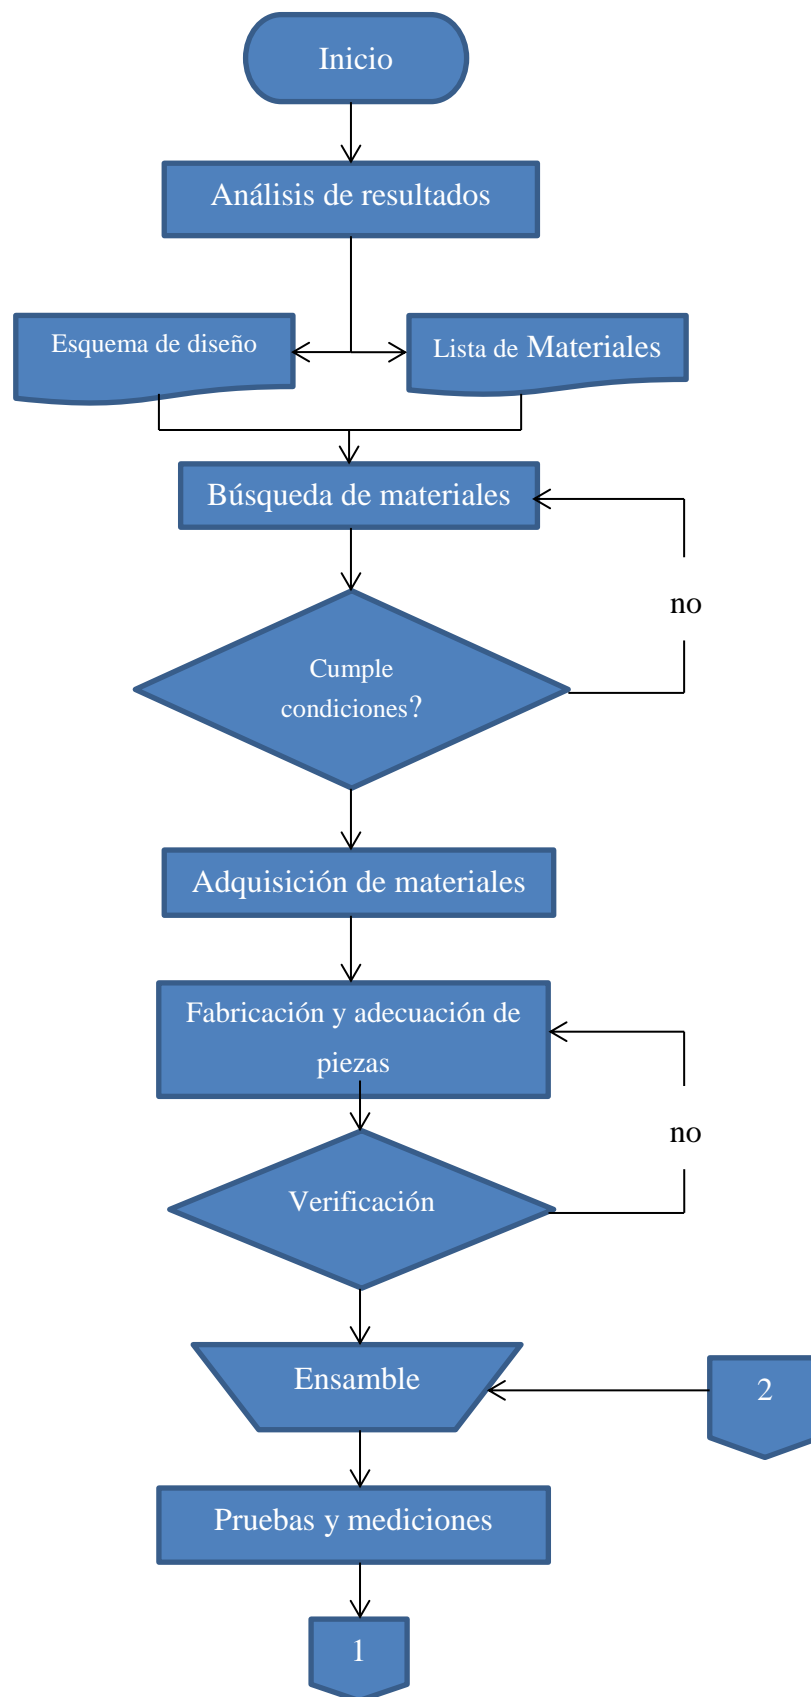 Inicio
Análisis de resultados
Esquema de diseño
Lista de Materiales
Búsqueda de materiales
no
Cumple
condiciones?
Adquisición de materiales
Fabricación y adecuación de
piezas
no
Verificación
Ensamble
2
Pruebas y mediciones
1